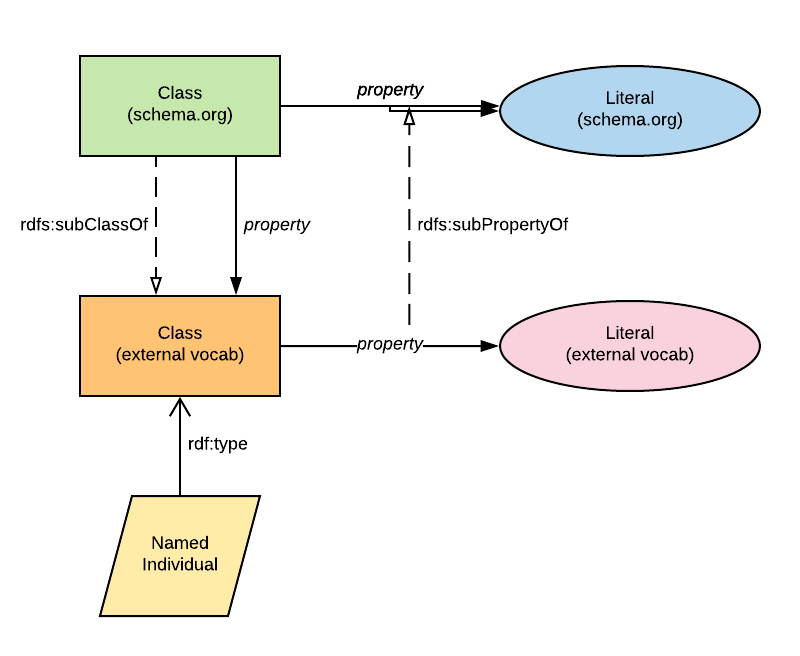 Class
(schema.org)
property
Literal
(schema.org)
rdfs:subClassOf
property
rdfs:subPropertyOf
Class
(external vocab)
property
Literal
(external vocab)
rdf:type
Named
Individual